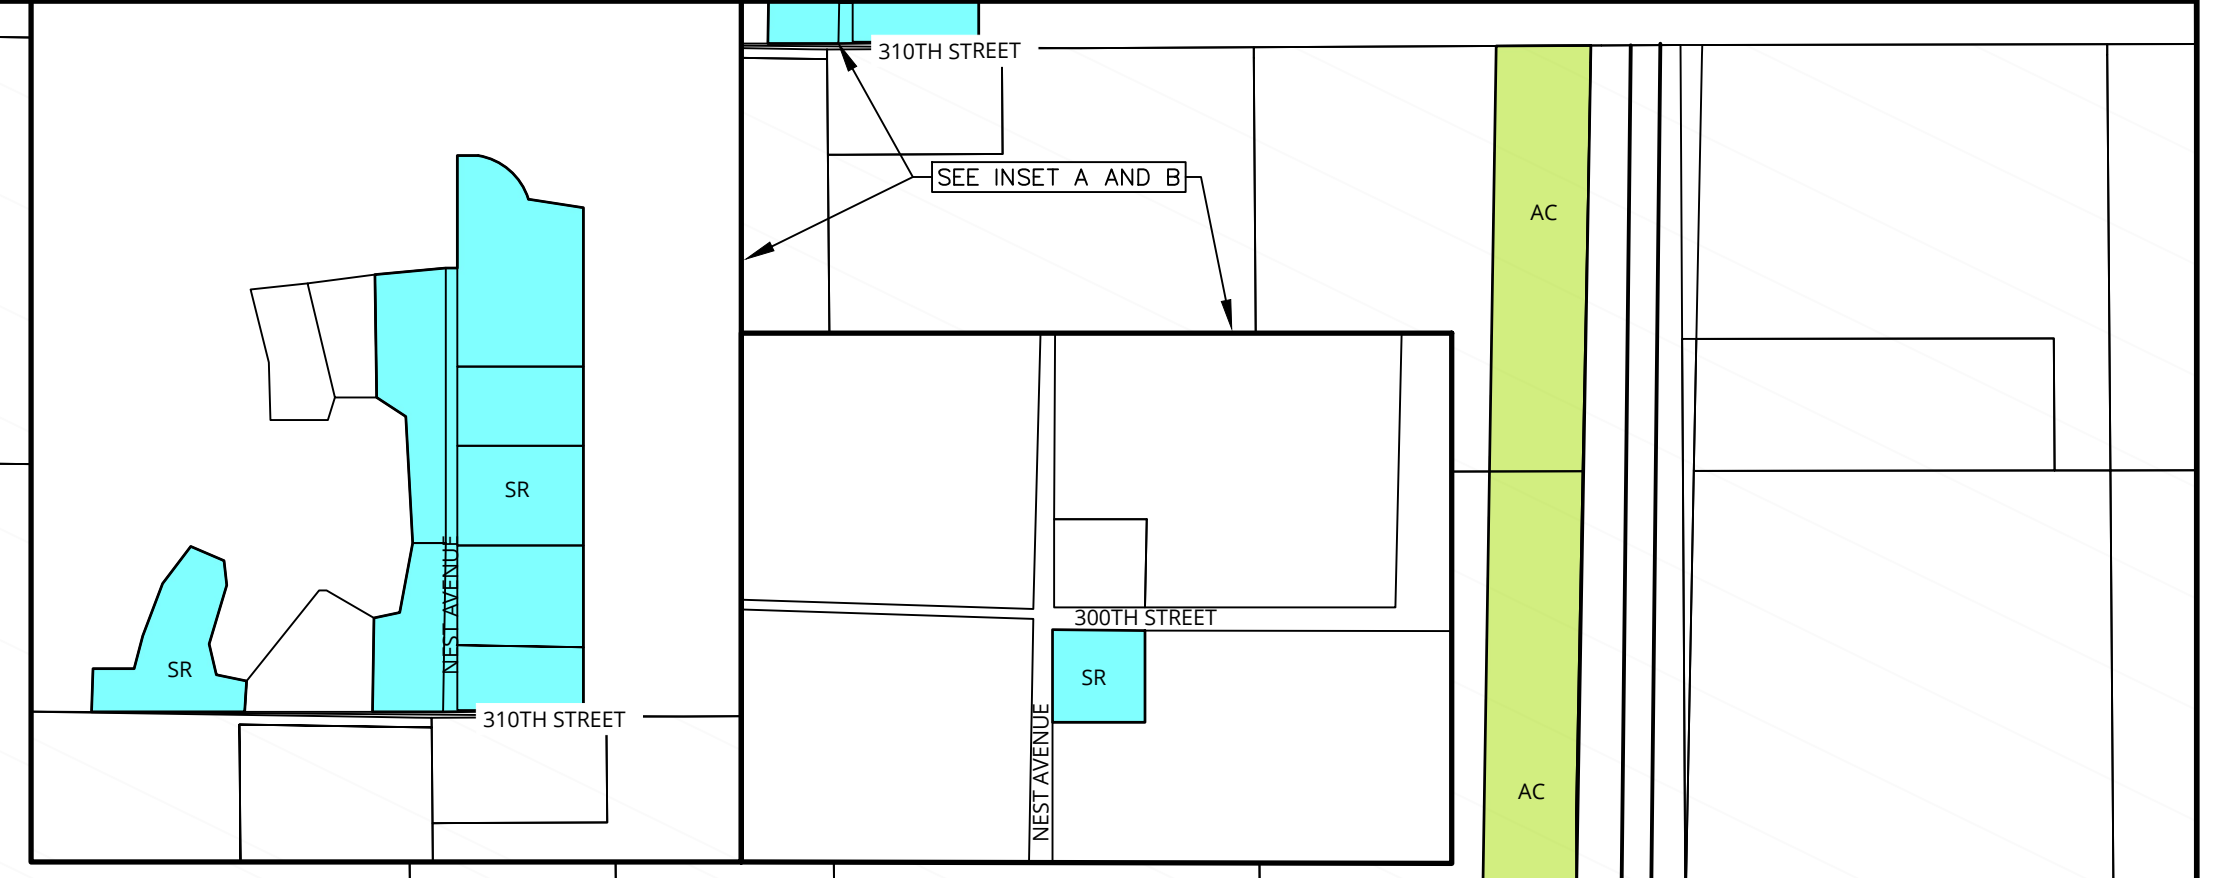 310TH STREET
SEE INSET A AND B
AC
SR
NEST AVENUE
SR
310TH STREET
300TH STREET
SR
NEST AVENUE
AC